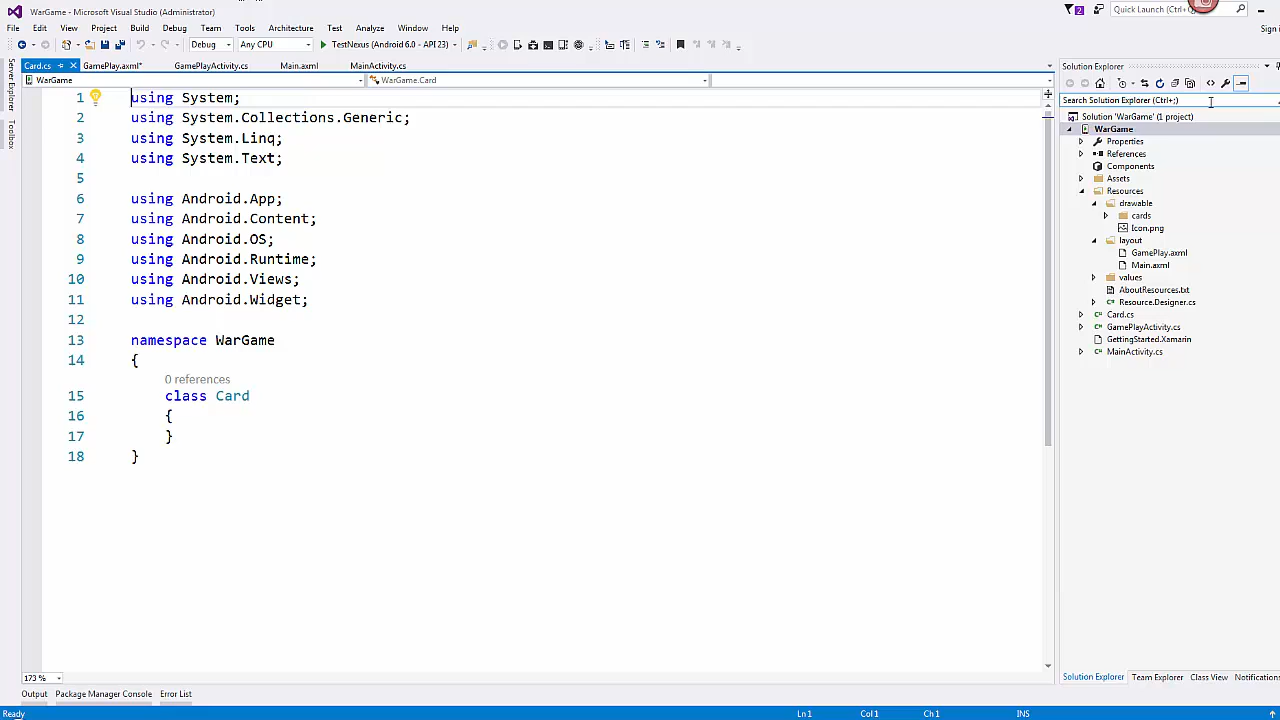 WarGame - Microsoft Visual Studio (Administrator)
2
Quick Launch (Ctrl+
File Edit View Project Build Debug Team Tools Architecture Test Analyze Window Help
Sign i
Debug Any CPU TestNexus (Android 6.0 - API 23)
Card.cs GamePlay.axml* GamePlayActivity.cs Main.axml MainActivity.cs
WarGame WarGame.Card
Server Explorer
Toolbox
1 using System;
2 using System.Collections.Generic;
3 using System.Linq;
4 using System.Text;
5
6 using Android.App;
7 using Android.Content;
8 using Android.OS;
9 using Android.Runtime;
10 using Android.Views;
11 using Android.Widget;
12
13 namespace WarGame
14 {
0 references
15 class Card
16 {
17 }
18 }
173 %
Solution Explorer
Search Solution Explorer (Ctrl+;)
Solution 'WarGame' (1 project)
WarGame
Properties
References
Components
Assets
Resources
drawable
cards
Icon.png
layout
GamePlay.axml
Main.axml
values
AboutResources.txt
Resource.Designer.cs
Card.cs
GamePlayActivity.cs
GettingStarted.Xamarin
MainActivity.cs
Solution Explorer Team Explorer Class View Notifications
Output Package Manager Console Error List
Ready Ln 1 Col 1 Ch 1 INS